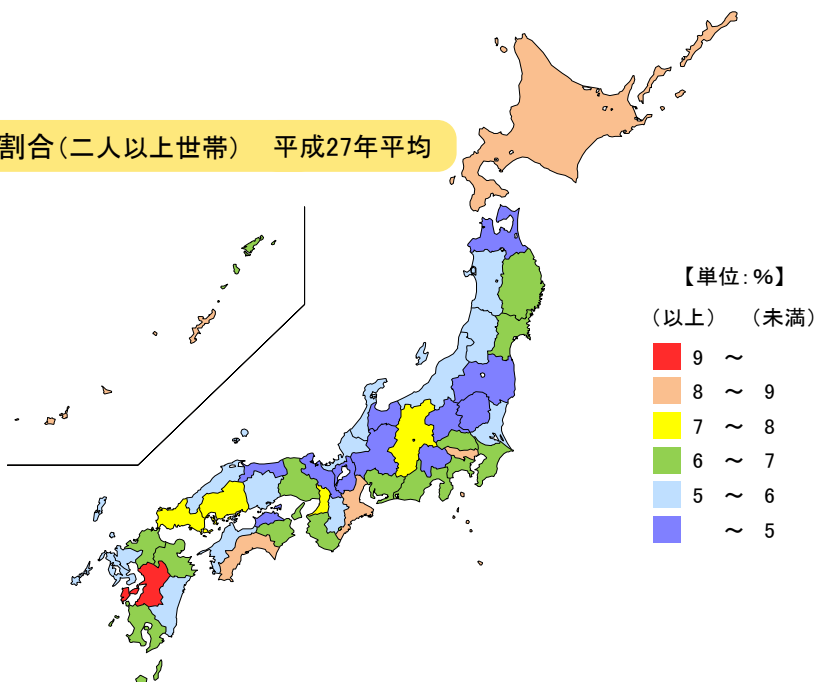 割合(二人以上世帯)　平成27年平均
【単位:%】
(以上)　(未満)
9　～
8　～　9
7　～　8
6　～　7
5　～　6
～　5